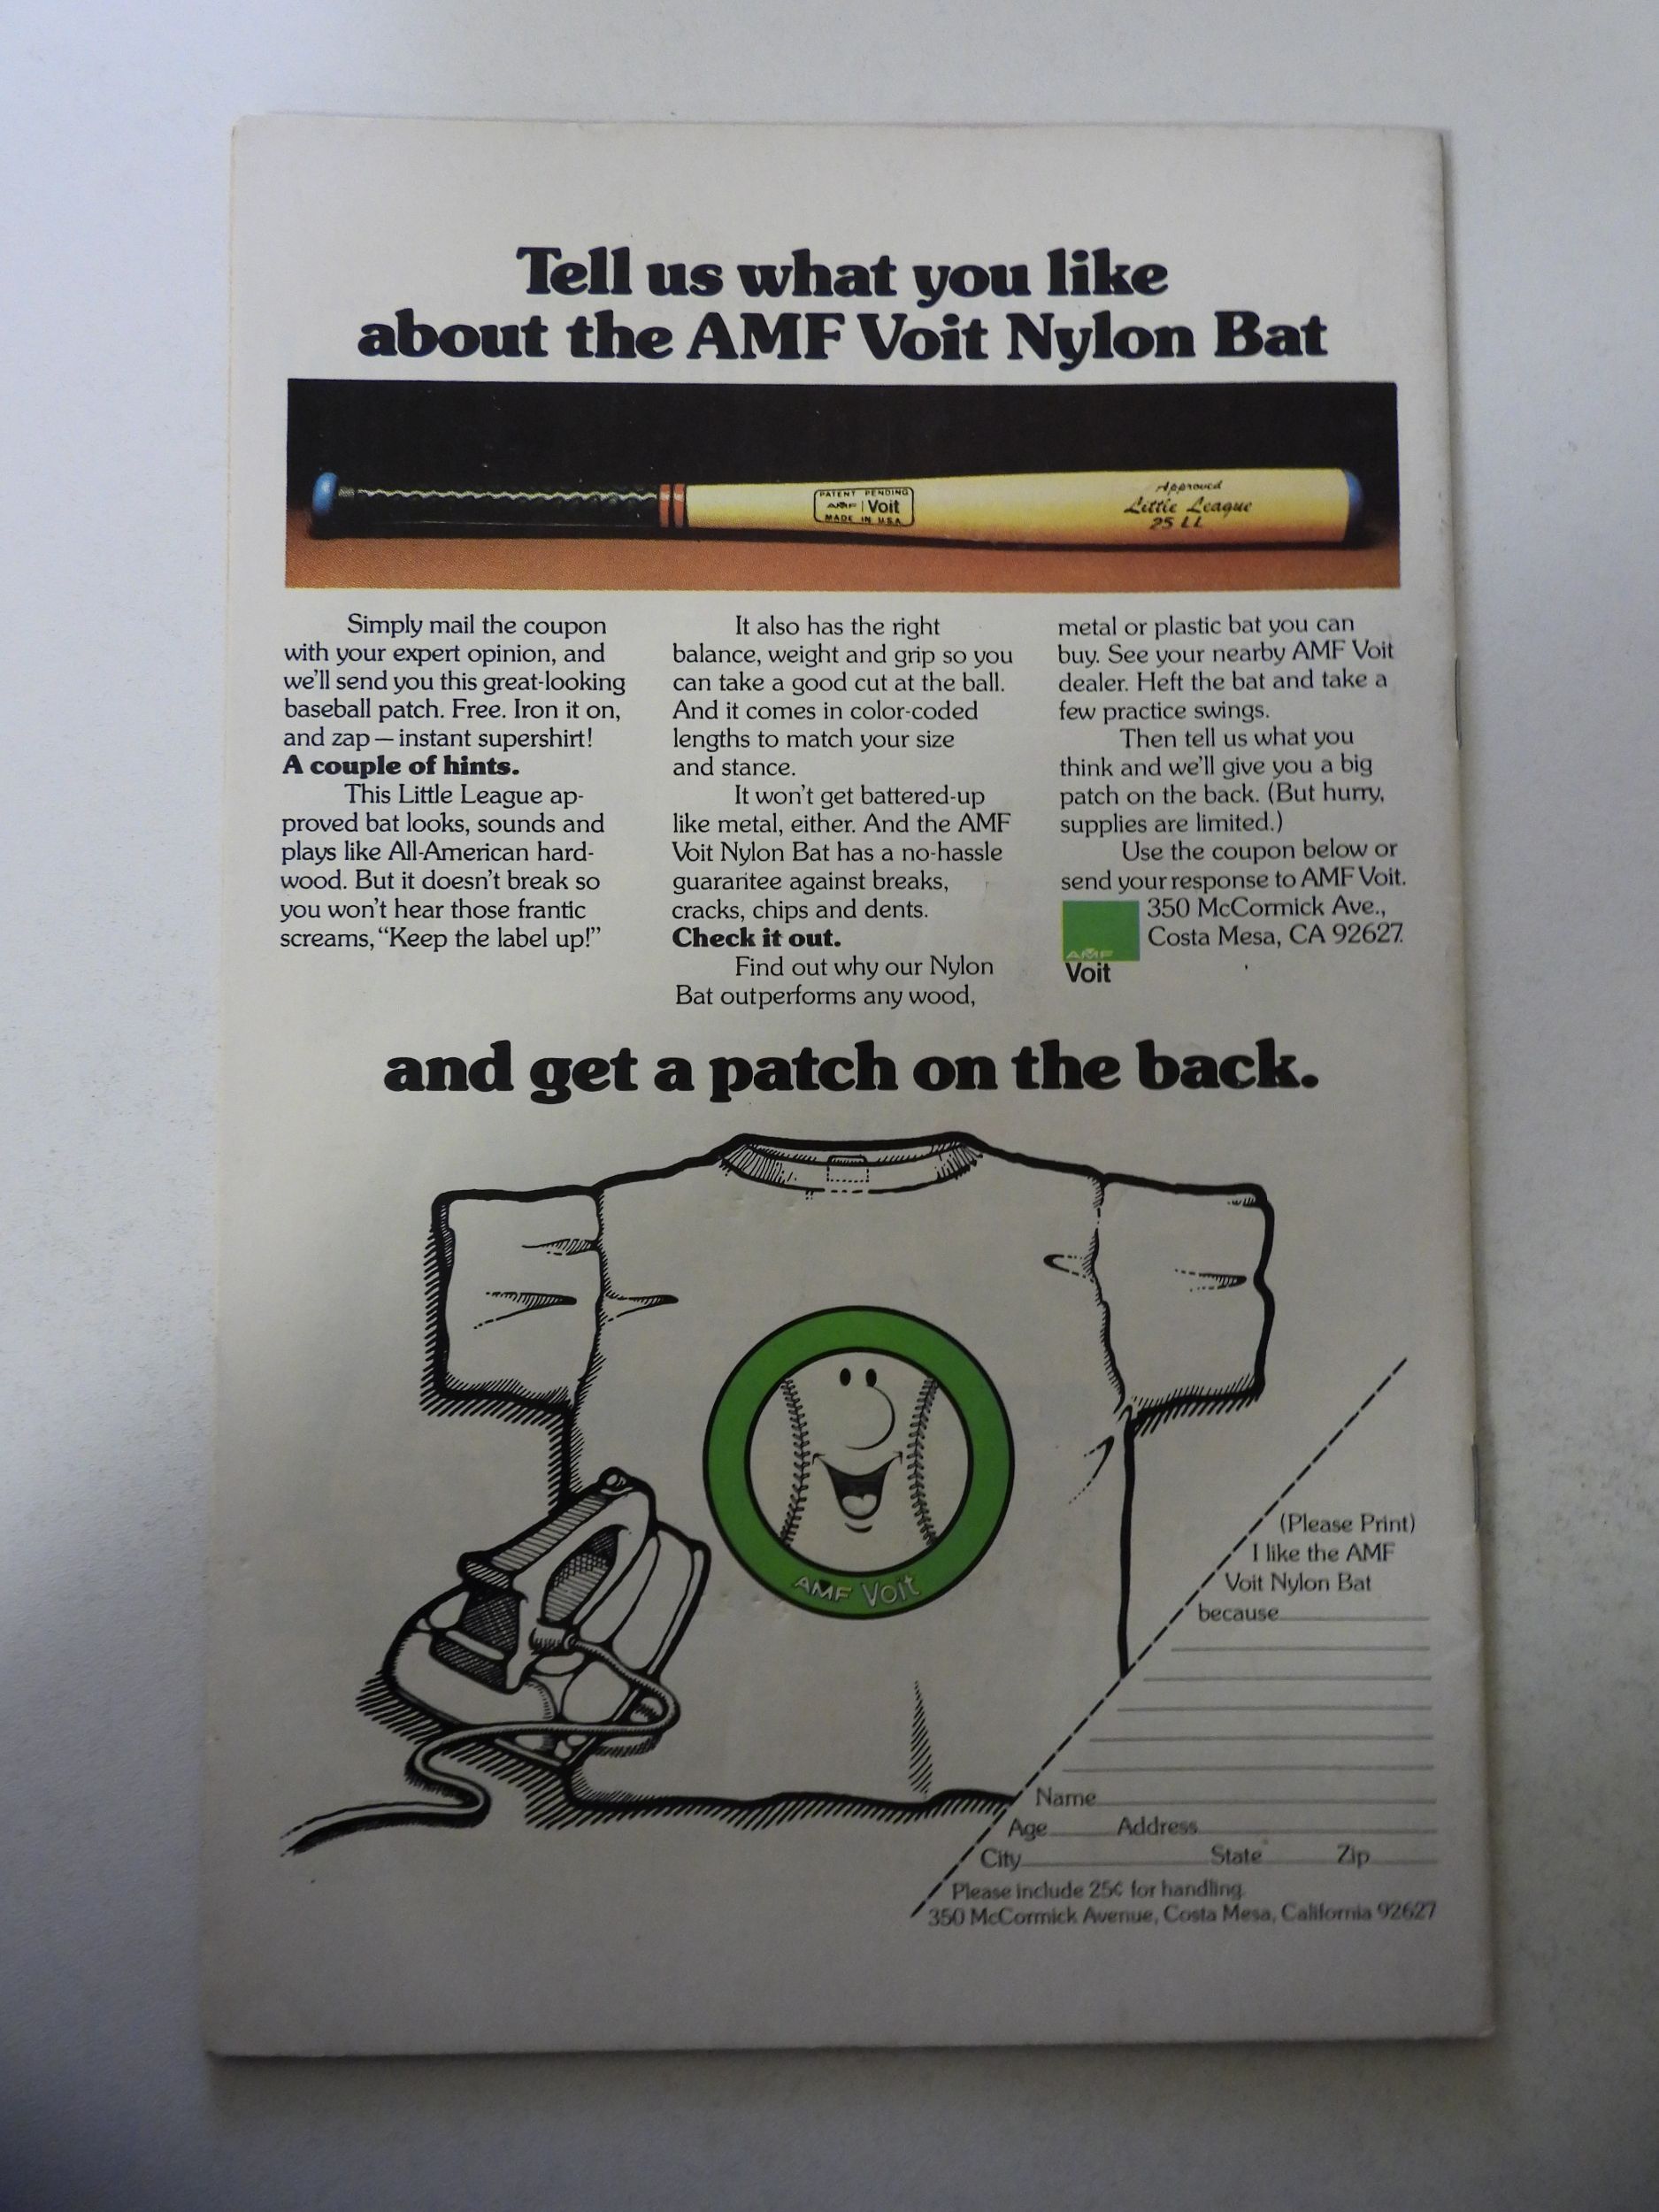 Tell us what you like
about the AMF Voit Nylon Bat
PATENT PENDING
AMF Voit
MADE IN U.S.A.
Approved
Little League
25 LL
Simply mail the coupon
with your expert opinion, and
we'll send you this great-looking
baseball patch. Free. Iron it on,
and zap — instant supershirt!
A couple of hints.
This Little League ap-
proved bat looks, sounds and
plays like All-American hard-
wood. But it doesn't break so
you won't hear those frantic
screams, "Keep the label up!"
It also has the right
balance, weight and grip so you
can take a good cut at the ball.
And it comes in color-coded
lengths to match your size
and stance.
It won't get battered-up
like metal, either. And the AMF
Voit Nylon Bat has a no-hassle
guarantee against breaks,
cracks, chips and dents.
Check it out.
Find out why our Nylon
Bat outperforms any wood,
metal or plastic bat you can
buy. See your nearby AMF Voit
dealer. Heft the bat and take a
few practice swings.
Then tell us what you
think and we'll give you a big
patch on the back. (But hurry,
supplies are limited.)
Use the coupon below or
send your response to AMF Voit.
350 McCormick Ave.,
Costa Mesa, CA 92627.
AMF
Voit
and get a patch on the back.
AMF Voit
(Please Print)
I like the AMF
Voit Nylon Bat
because
Name
Age Address
City State Zip
Please include 25¢ for handling.
350 McCormick Avenue, Costa Mesa, California 92627